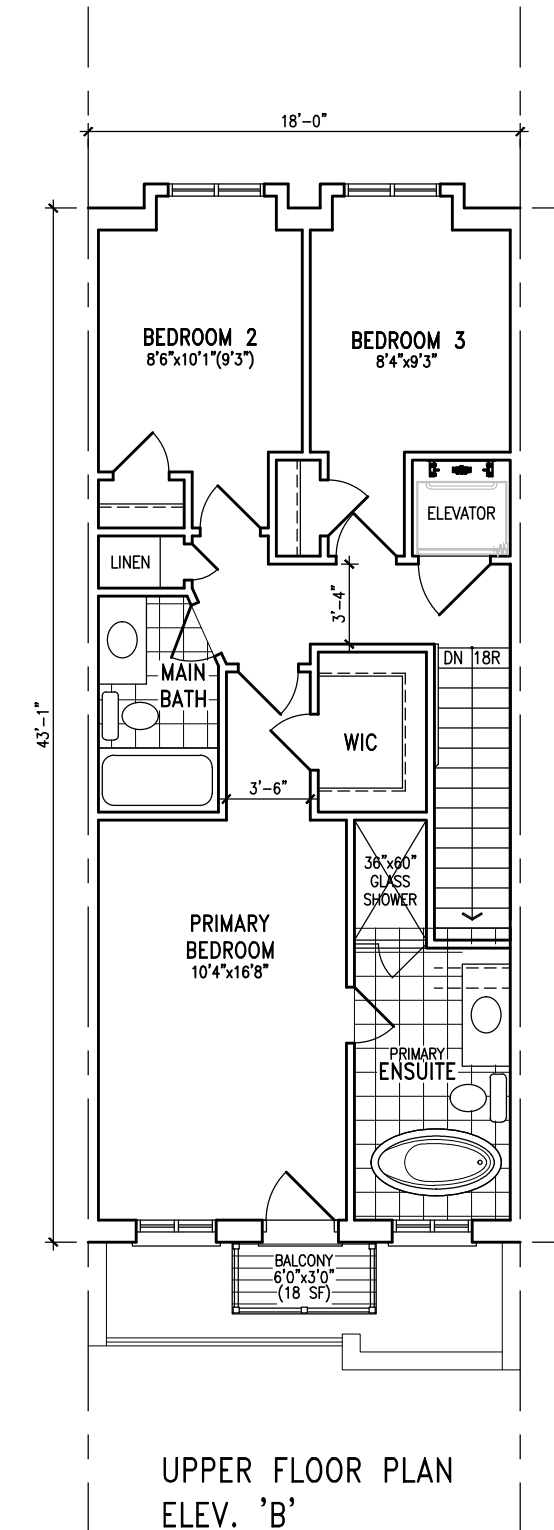 18'-0"
BEDROOM 2
8'6"x10'1"(9'3")
BEDROOM 3
8'4"x9'3"
ELEVATOR
LINEN
3'-4"
DN 18R
MAIN
BATH
WIC
43'-1"
3'-6"
36"x60"
GLASS
SHOWER
PRIMARY
BEDROOM
10'4"x16'8"
PRIMARY
ENSUITE
BALCONY
6'0"x3'0"
(18 SF)
UPPER FLOOR PLAN
ELEV. 'B'